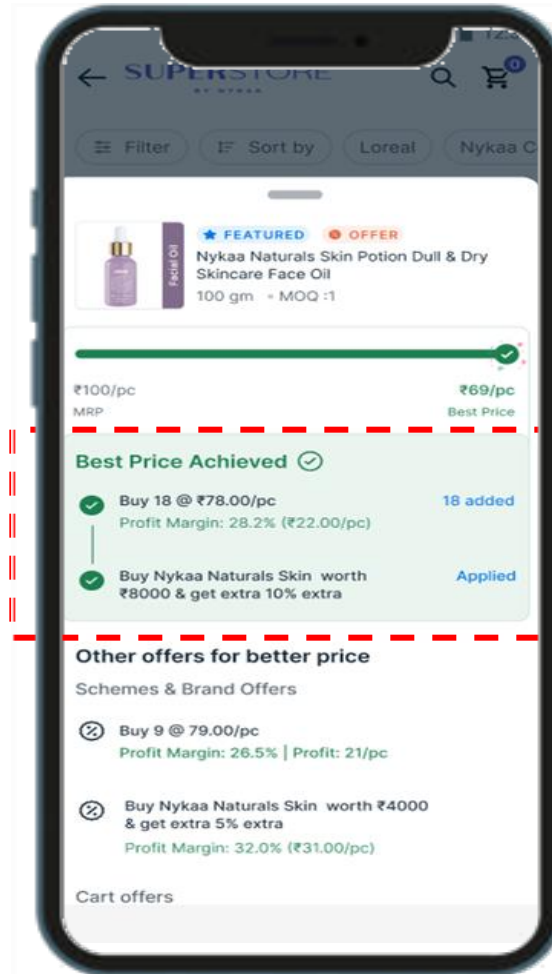 SUPERSTORE
BY NYKAA
0
Filter
Sort by
Loreal
Nykaa C
Facial Oil
FEATURED
OFFER
Nykaa Naturals Skin Potion Dull & Dry
Skincare Face Oil
100 gm • MOQ :1
₹100/pc
₹69/pc
MRP
Best Price
Best Price Achieved
Buy 18 @ ₹78.00/pc
18 added
Profit Margin: 28.2% (₹22.00/pc)
Buy Nykaa Naturals Skin worth
Applied
₹8000 & get extra 10% extra
Other offers for better price
Schemes & Brand Offers
Buy 9 @ 79.00/pc
Profit Margin: 26.5% | Profit: 21/pc
Buy Nykaa Naturals Skin worth ₹4000
& get extra 5% extra
Profit Margin: 32.0% (₹31.00/pc)
Cart offers